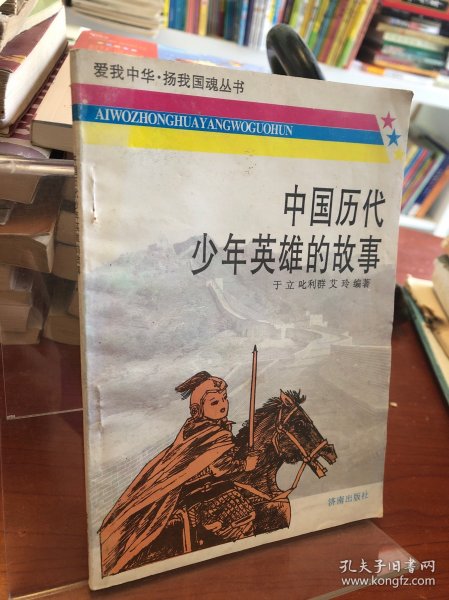 爱我中华·扬我国魂丛书
AIWOZHONGHUAYANGWOGUOHUN
中国历代
少年英雄的故事
于立 叱利群 艾玲 编著
济南出版社
孔夫子旧书网
www.kongfz.com